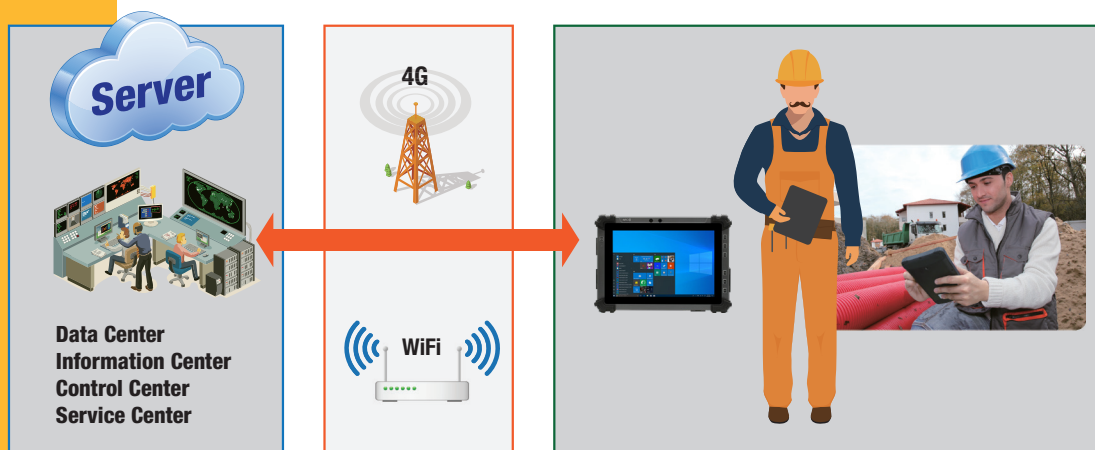 Server
Data Center
Information Center
Control Center
Service Center
4G
WiFi